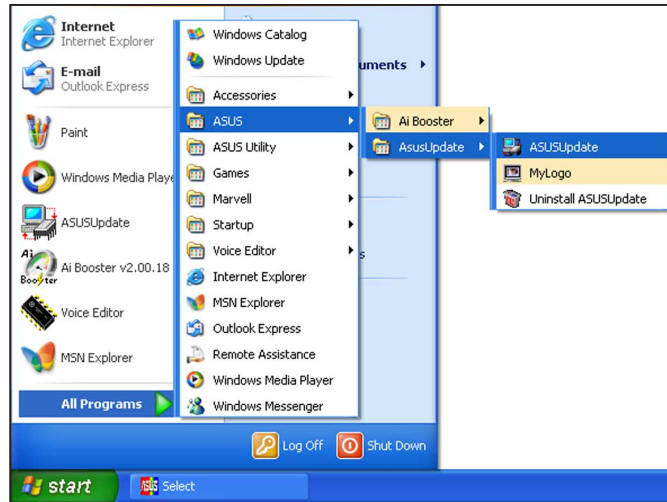 Internet
Internet Explorer
E-mail
Outlook Express
Paint
Windows Media Playe
ASUSUpdate
Ai Booster v2.00.18
Voice Editor
MSN Explorer
All Programs
Windows Catalog
Windows Update
Accessories
ASUS
ASUS Utility
Games
Marvell
Startup
Voice Editor
Internet Explorer
MSN Explorer
Outlook Express
Remote Assistance
Windows Media Player
Windows Messenger
uments
s
Ai Booster
AsusUpdate
ASUSUpdate
MyLogo
Uninstall ASUSUpdate
Log Off
Shut Down
start
Select